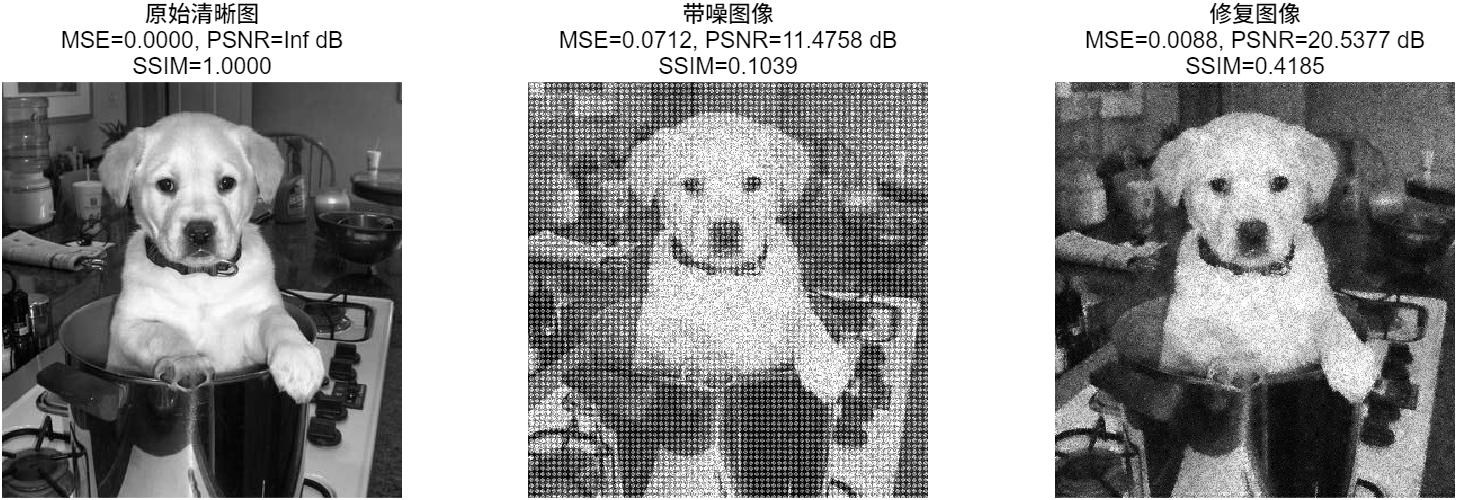 原始清晰图
MSE=0.0000, PSNR=Inf dB
SSIM=1.0000
带噪图像
MSE=0.0712, PSNR=11.4758 dB
SSIM=0.1039
修复图像
MSE=0.0088, PSNR=20.5377 dB
SSIM=0.4185